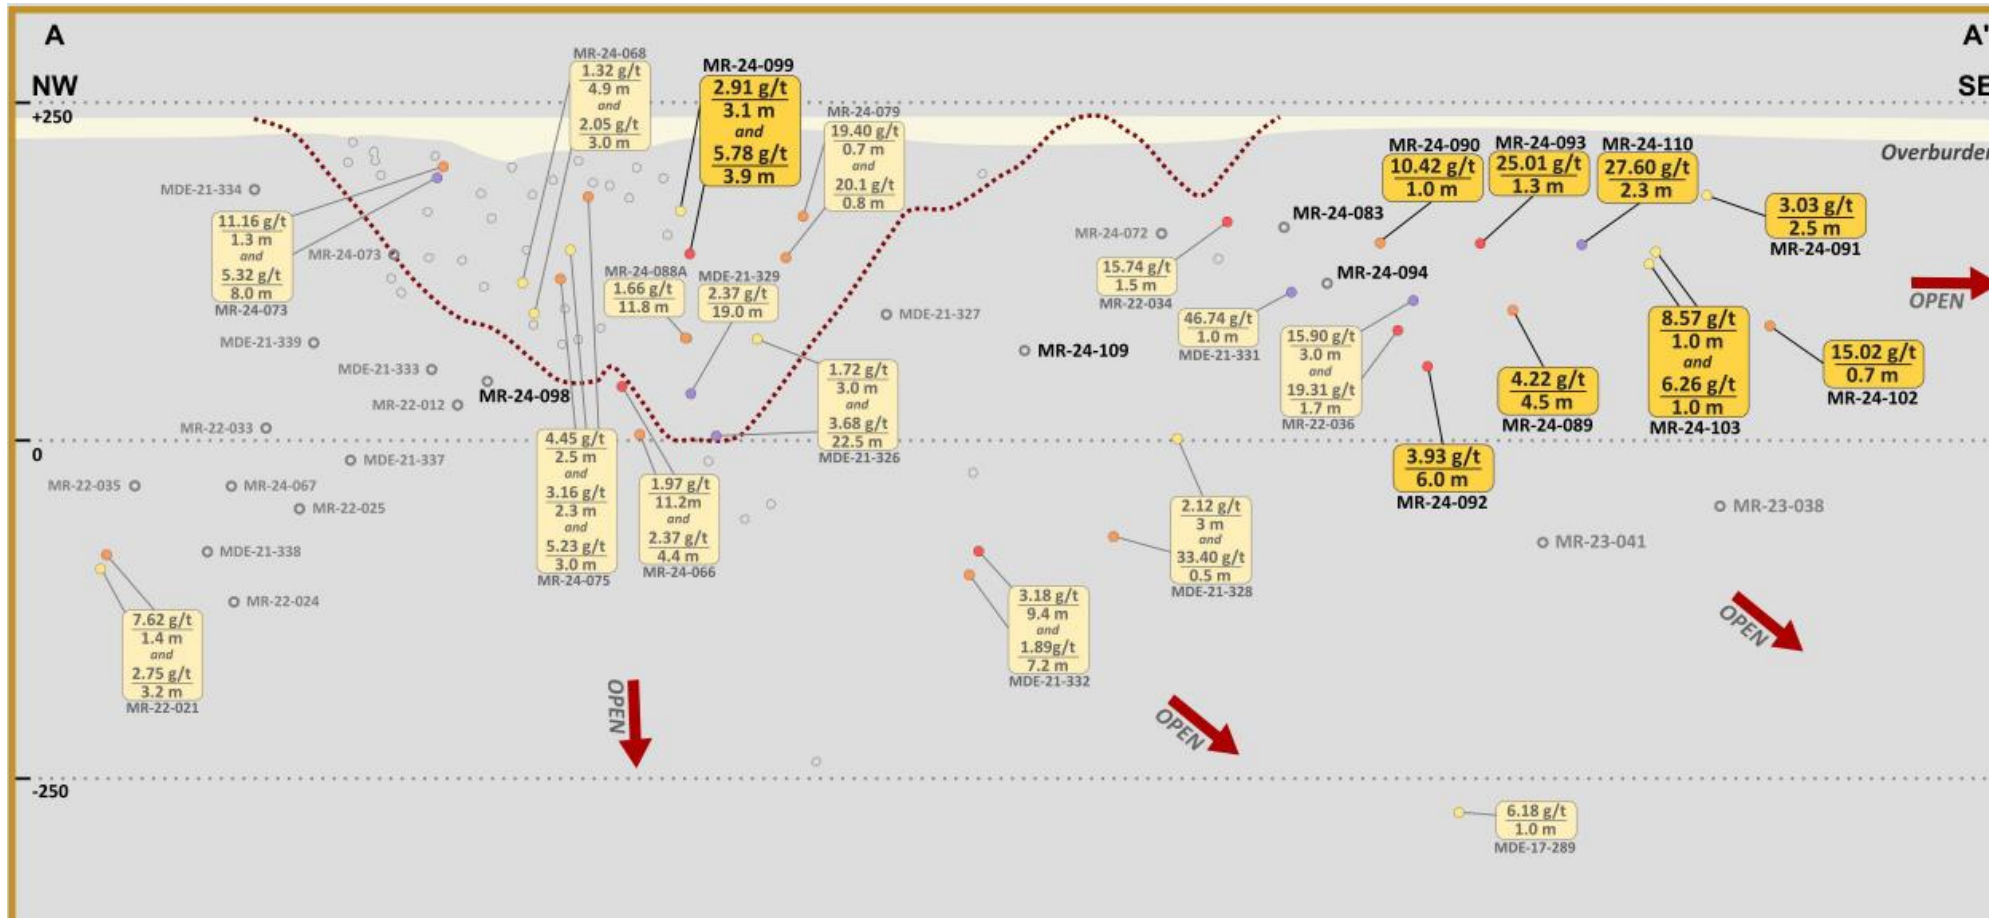 A
A'
NW
SE
+250
MR-24-068
1.32 g/t
4.9 m
and
2.05 g/t
3.0 m
MR-24-099
2.91 g/t
3.1 m
and
5.78 g/t
3.9 m
MR-24-079
19.40 g/t
0.7 m
and
20.1 g/t
0.8 m
MR-24-090
10.42 g/t
1.0 m
MR-24-093
25.01 g/t
1.3 m
MR-24-110
27.60 g/t
2.3 m
Overburden
MDE-21-334
11.16 g/t
1.3 m
and
5.32 g/t
8.0 m
MR-24-073
MR-24-073
3.03 g/t
2.5 m
MR-24-091
MR-24-083
MR-24-072
15.74 g/t
1.5 m
MR-22-034
MR-24-088A
1.66 g/t
11.8 m
MDE-21-329
2.37 g/t
19.0 m
MR-24-094
OPEN
MDE-21-327
46.74 g/t
1.0 m
MDE-21-331
15.90 g/t
3.0 m
and
19.31 g/t
1.7 m
MR-22-036
8.57 g/t
1.0 m
and
6.26 g/t
1.0 m
MR-24-103
15.02 g/t
0.7 m
MR-24-102
MDE-21-339
MR-24-109
MDE-21-333
MR-24-098
1.72 g/t
3.0 m
and
3.68 g/t
22.5 m
MDE-21-326
4.22 g/t
4.5 m
MR-24-089
MR-22-012
MR-22-033
0
4.45 g/t
2.5 m
and
3.16 g/t
2.3 m
and
5.23 g/t
3.0 m
MR-24-075
3.93 g/t
6.0 m
MR-24-092
MDE-21-337
MR-22-035
MR-24-067
MR-22-025
1.97 g/t
11.2m
and
2.37 g/t
4.4 m
MR-24-066
2.12 g/t
3 m
and
33.40 g/t
0.5 m
MDE-21-328
MR-23-038
MR-23-041
MDE-21-338
MR-22-024
3.18 g/t
9.4 m
and
1.89g/t
7.2 m
MDE-21-332
7.62 g/t
1.4 m
and
2.75 g/t
3.2 m
MR-22-021
OPEN
OPEN
OPEN
-250
6.18 g/t
1.0 m
MDE-17-289